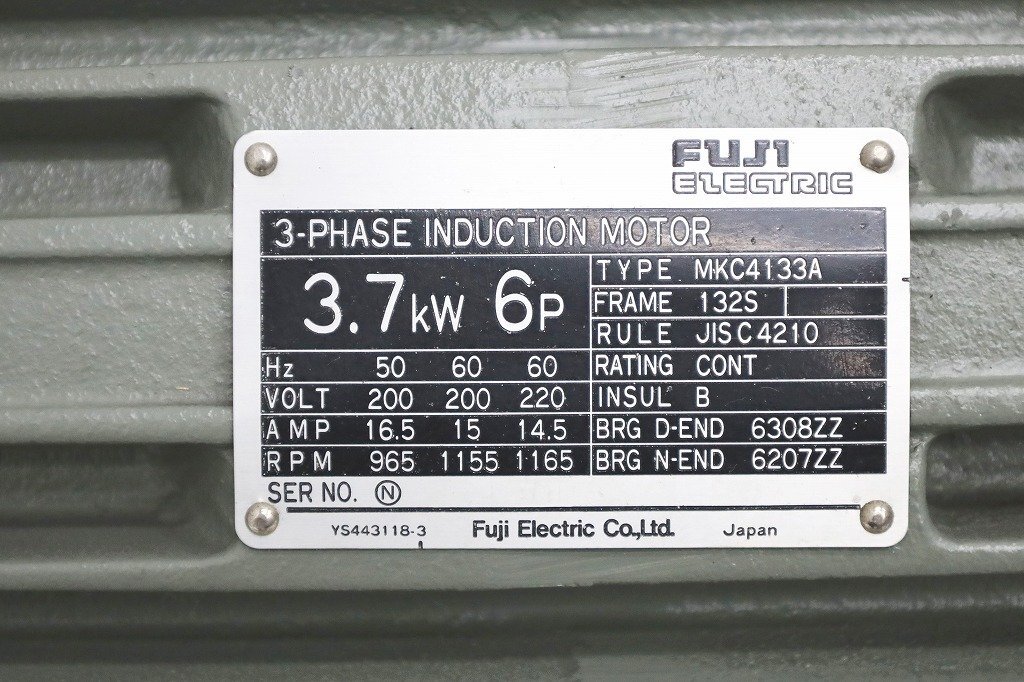 FUJI
ELECTRIC
3-PHASE INDUCTION MOTOR
3.7kW 6P
TYPE MKC4133A
FRAME 132S
RULE JISC4210
Hz 50 60 60
RATING CONT
VOLT 200 200 220
INSUL B
AMP 16.5 15 14.5
BRG D-END 6308ZZ
RPM 965 1155 1165
BRG N-END 6207ZZ
SER NO. Ⓝ
YS443118-3 Fuji Electric Co.,Ltd. Japan